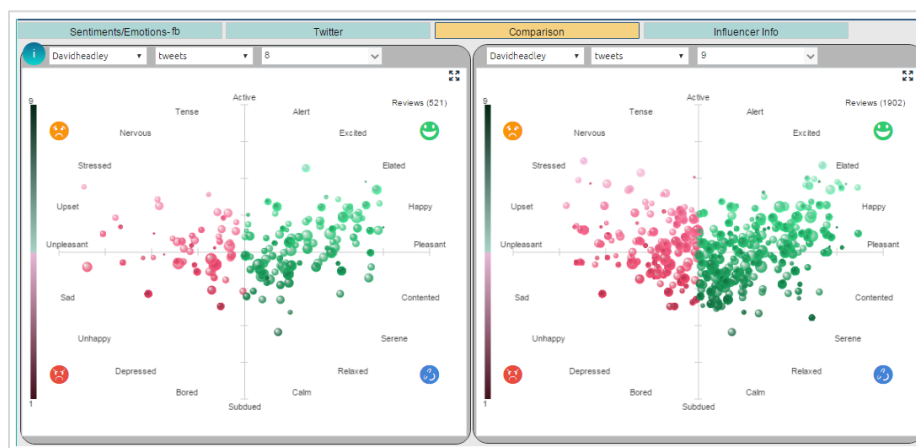 Sentiments/Emotions-fb Twitter Comparison Influencer Info
i Davidheadley tweets 8
9
Active
Reviews (521)
Tense Alert
Nervous Excited
Stressed Elated
Upset Happy
Unpleasant Pleasant
Sad Contented
Unhappy Serene
Depressed Relaxed
Bored Calm
1
Subdued
Davidheadley tweets 9
9
Active
Reviews (1902)
Tense Alert
Nervous Excited
Stressed Elated
Upset Happy
Unpleasant Pleasant
Sad Contented
Unhappy Serene
Depressed Relaxed
Bored Calm
1
Subdued